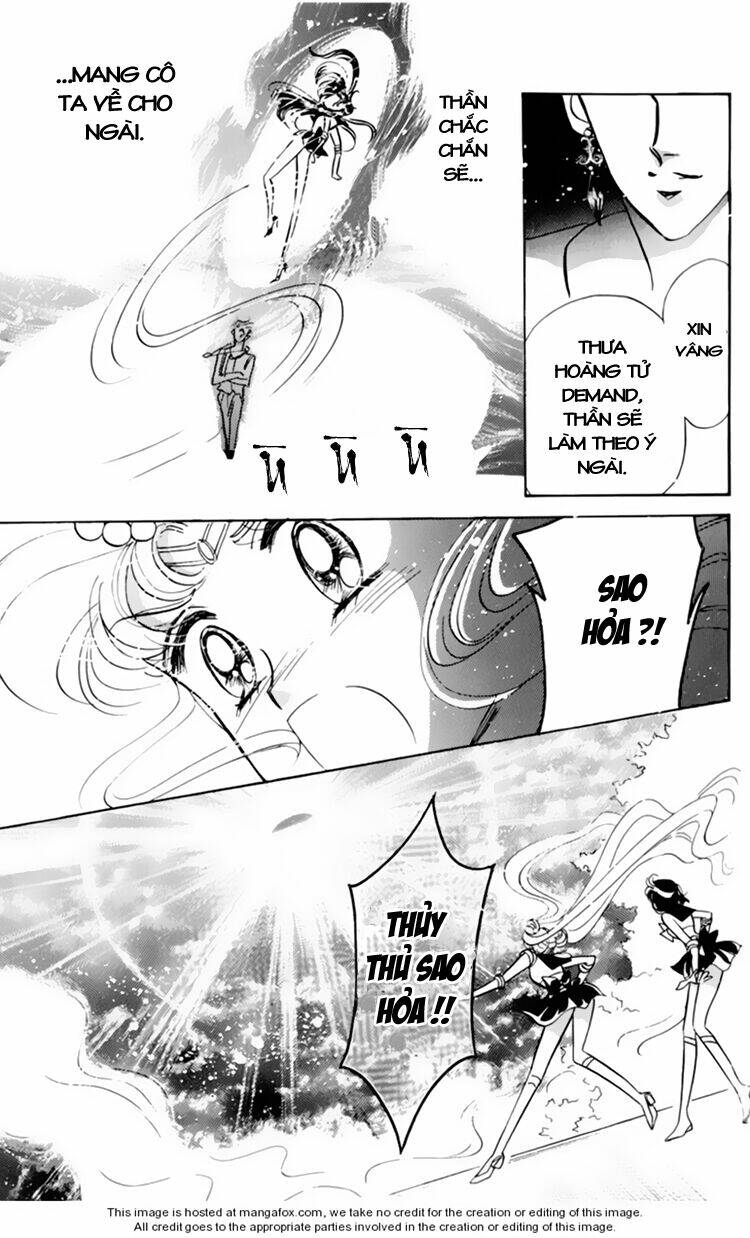 XIN
VÂNG
THƯA
HOÀNG TỬ
DEMAND,
THẦN SẼ
LÀM THEO Ý
NGÀI.
THẦN
CHẮC
CHẮN
SẼ...
...MANG CÔ
TA VỀ CHO
NGÀI.
SAO
HỎA ?!
THỦY
THỦ SAO
HỎA !!
This image is hosted at mangafox.com, we take no credit for the creation or editing of this image.
All credit goes to the appropriate parties involved in the creation or editing of this image.